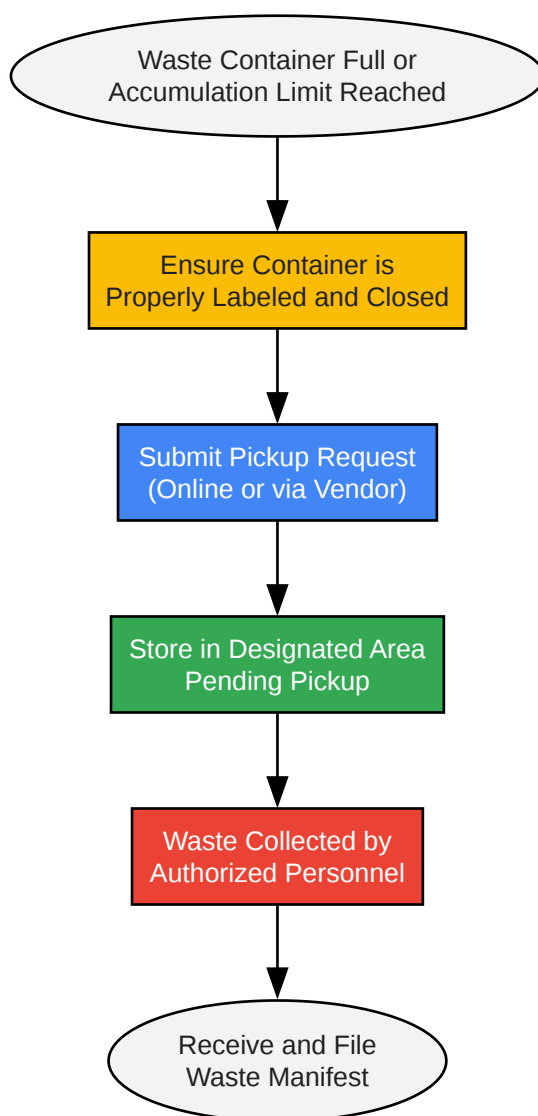 Waste Container Full or
Accumulation Limit Reached
Ensure Container is
Properly Labeled and Closed
Submit Pickup Request
(Online or via Vendor)
Store in Designated Area
Pending Pickup
Waste Collected by
Authorized Personnel
Receive and File
Waste Manifest